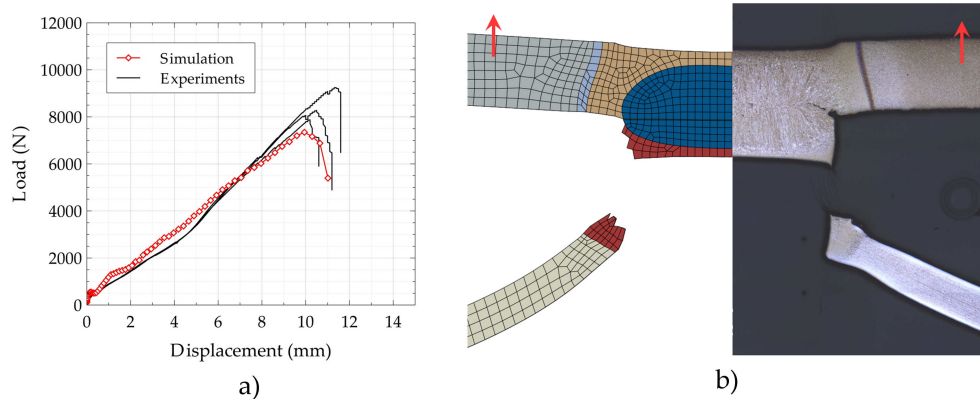 12000
10000
8000
6000
4000
2000
0
Load (N)
Simulation
Experiments
0 2 4 6 8 10 12 14
Displacement (mm)
a)
b)